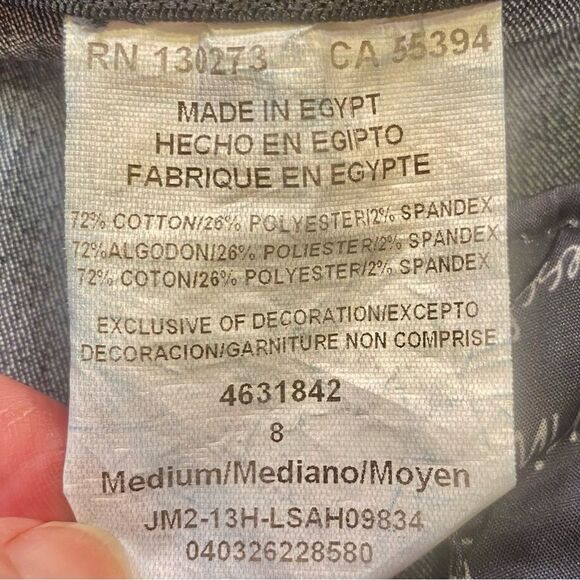 RN 130273 CA 55394
MADE IN EGYPT
HECHO EN EGIPTO
FABRIQUE EN EGYPTE
72% COTTON/26% POLYESTER/2% SPANDEX
72%ALGODON/26% POLIESTER/2% SPANDEX
72% COTON/26% POLYESTER/2% SPANDEX
EXCLUSIVE OF DECORATION/EXCEPTO
DECORACION/GARNITURE NON COMPRISE
4631842
8
Medium/Mediano/Moyen
JM2-13H-LSAH09834
040326228580